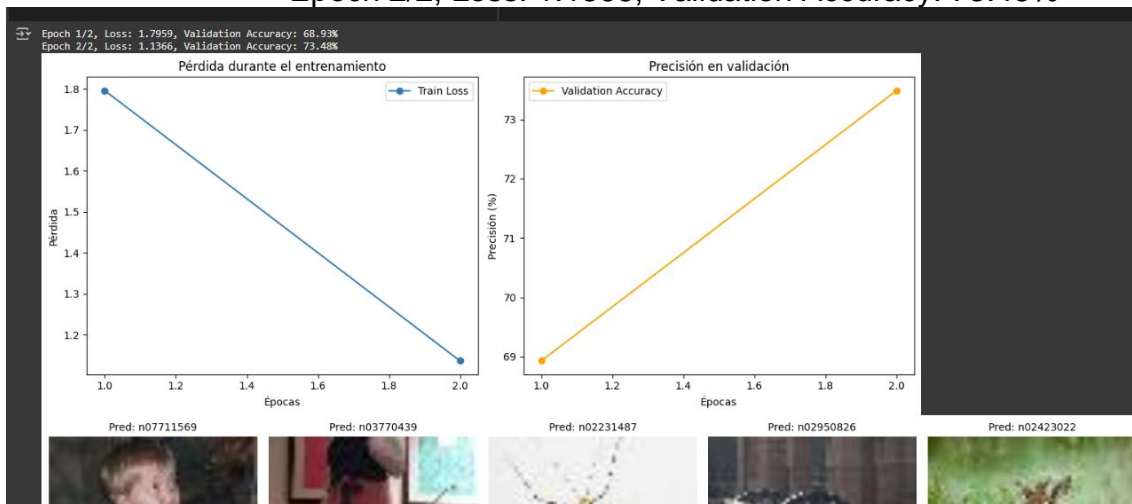 Epoch 1/2, Loss: 1.7959, Validation Accuracy: 68.93%
Epoch 2/2, Loss: 1.1366, Validation Accuracy: 73.48%
Pérdida durante el entrenamiento
Train Loss
1.8
1.7
1.6
1.5
1.4
1.3
1.2
Pérdida
1.0 1.2 1.4 1.6 1.8 2.0
Épocas
Precisión en validación
Validation Accuracy
73
72
71
70
69
Precisión (%)
1.0 1.2 1.4 1.6 1.8 2.0
Épocas
Pred: n07711569 Pred: n03770439 Pred: n02231487 Pred: n02950826 Pred: n02423022